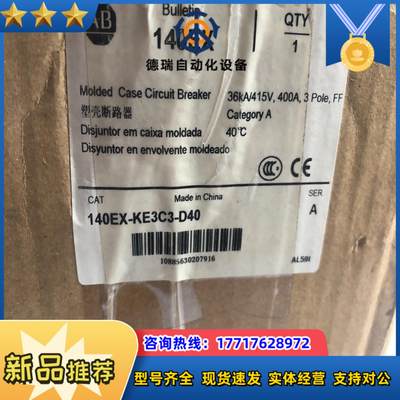 AB
Bulletin
QTY
1
德瑞自动化设备
Molded Case Circuit Breaker
36kA/415V, 400A, 3 Pole, FF
塑壳断路器
Category A
Disjuntor em caixa moldada
40℃
Disyuntor en envolvente moldeado
CCC
CAT
Made in China
SER
140EX-KE3C3-D40
A
10885630207916
咨询热线：17717628972
新品推荐
型号齐全 现货速发 实体经营 支持对公